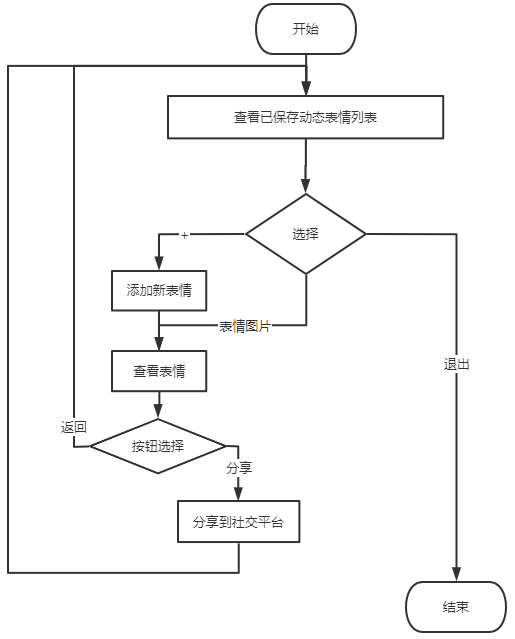 开始
查看已保存动态表情列表
选择
+
添加新表情
表情图片
退出
查看表情
返回
按钮选择
分享
分享到社交平台
结束